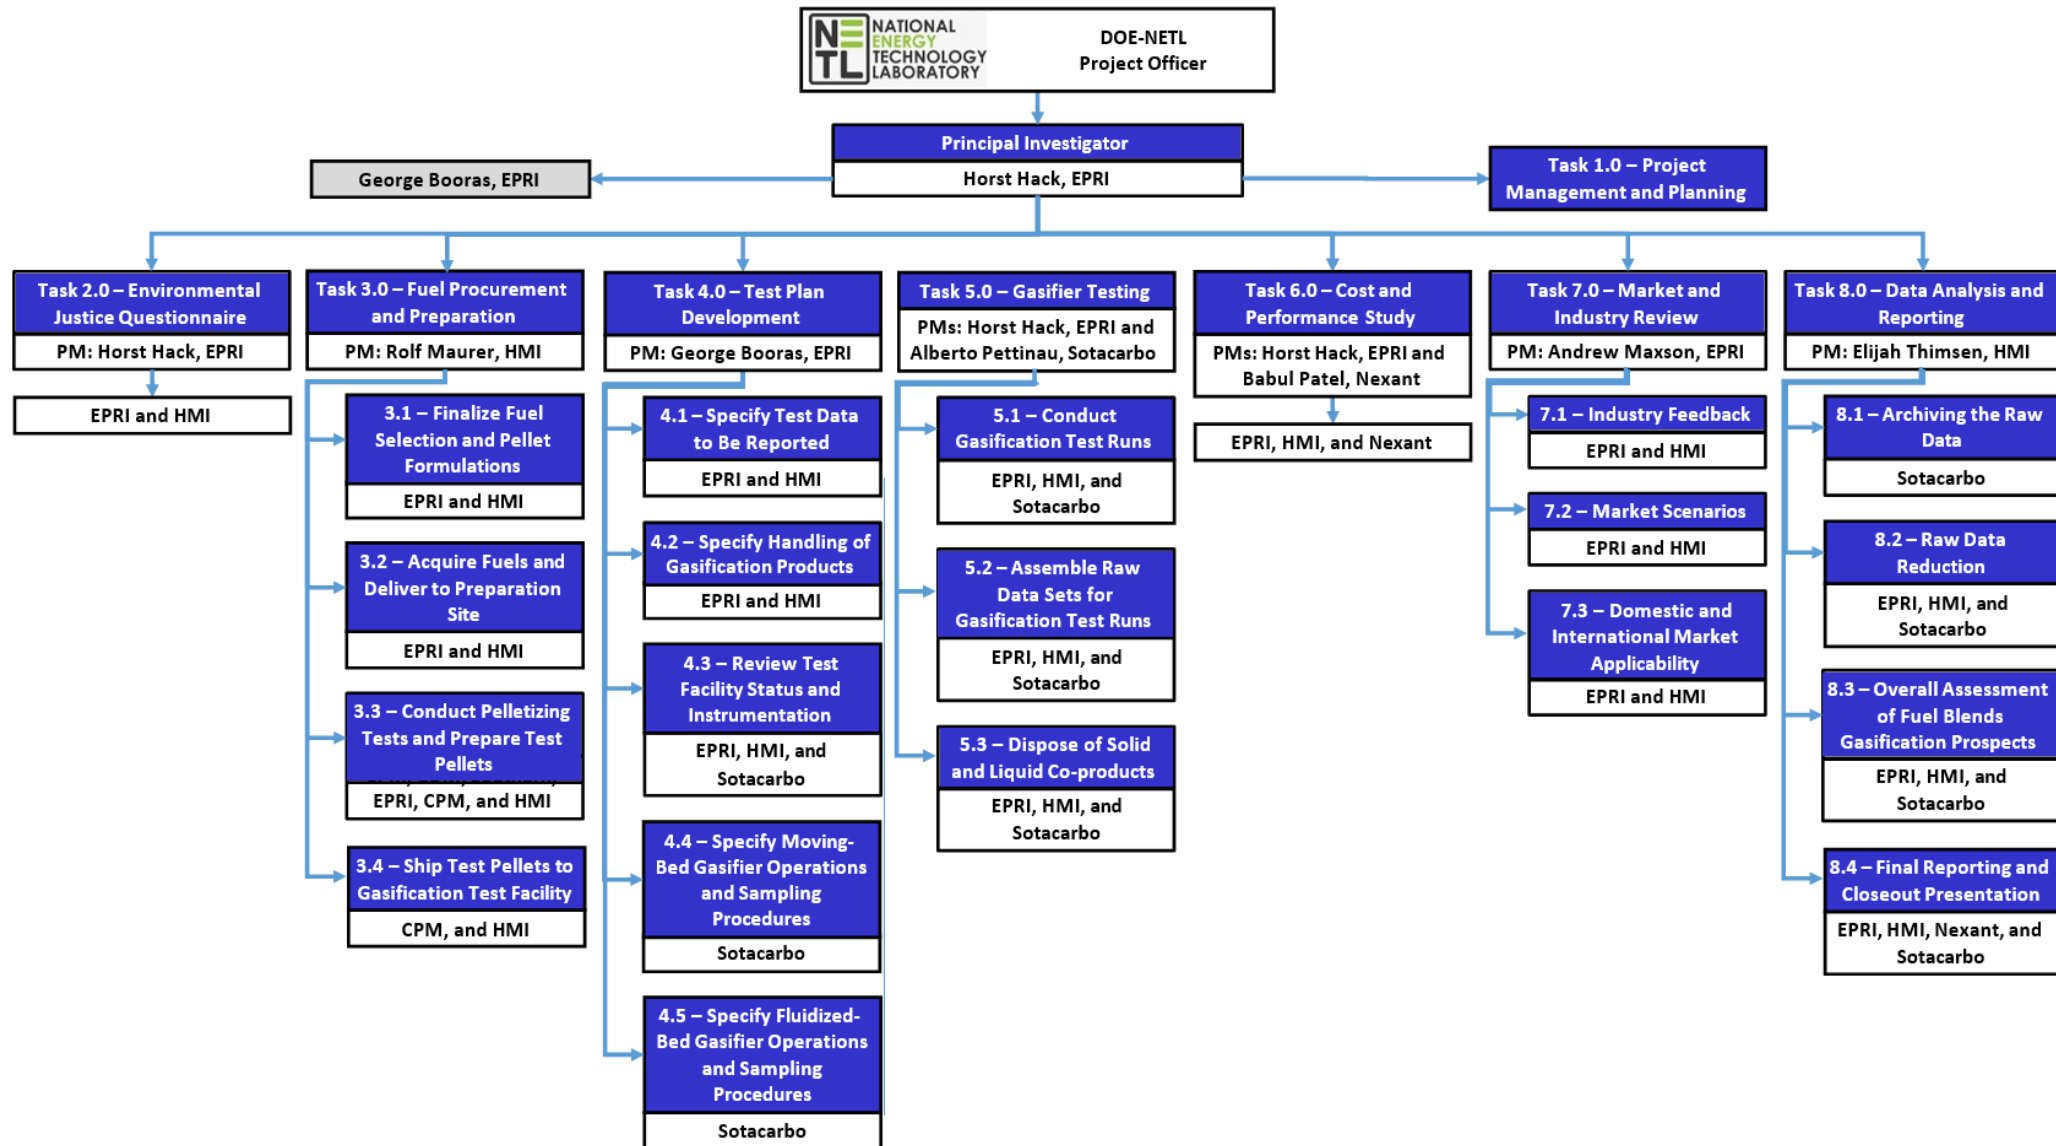 NATIONAL
ENERGY
TECHNOLOGY
LABORATORY
NE
TL
DOE-NETL
Project Officer
Principal Investigator
Horst Hack, EPRI
George Booras, EPRI
Task 1.0 – Project
Management and Planning
Task 2.0 – Environmental
Justice Questionnaire
PM: Horst Hack, EPRI
EPRI and HMI
Task 3.0 – Fuel Procurement
and Preparation
PM: Rolf Maurer, HMI
3.1 – Finalize Fuel
Selection and Pellet
Formulations
EPRI and HMI
3.2 – Acquire Fuels and
Deliver to Preparation
Site
EPRI and HMI
3.3 – Conduct Pelletizing
Tests and Prepare Test
Pellets
EPRI, CPM, and HMI
3.4 – Ship Test Pellets to
Gasification Test Facility
CPM, and HMI
Task 4.0 – Test Plan
Development
PM: George Booras, EPRI
4.1 – Specify Test Data
to Be Reported
EPRI and HMI
4.2 – Specify Handling of
Gasification Products
EPRI and HMI
4.3 – Review Test
Facility Status and
Instrumentation
EPRI, HMI, and
Sotacarbo
4.4 – Specify Moving-
Bed Gasifier Operations
and Sampling
Procedures
Sotacarbo
4.5 – Specify Fluidized-
Bed Gasifier Operations
and Sampling
Procedures
Sotacarbo
Task 5.0 – Gasifier Testing
PMs: Horst Hack, EPRI and
Alberto Pettinau, Sotacarbo
5.1 – Conduct
Gasification Test Runs
EPRI, HMI, and
Sotacarbo
5.2 – Assemble Raw
Data Sets for
Gasification Test Runs
EPRI, HMI, and
Sotacarbo
5.3 – Dispose of Solid
and Liquid Co-products
EPRI, HMI, and
Sotacarbo
Task 6.0 – Cost and
Performance Study
PMs: Horst Hack, EPRI and
Babul Patel, Nexant
EPRI, HMI, and Nexant
Task 7.0 – Market and
Industry Review
PM: Andrew Maxson, EPRI
7.1 – Industry Feedback
EPRI and HMI
7.2 – Market Scenarios
EPRI and HMI
7.3 – Domestic and
International Market
Applicability
EPRI and HMI
Task 8.0 – Data Analysis and
Reporting
PM: Elijah Thimsen, HMI
8.1 – Archiving the Raw
Data
Sotacarbo
8.2 – Raw Data
Reduction
EPRI, HMI, and
Sotacarbo
8.3 – Overall Assessment
of Fuel Blends
Gasification Prospects
EPRI, HMI, and
Sotacarbo
8.4 – Final Reporting and
Closeout Presentation
EPRI, HMI, Nexant, and
Sotacarbo